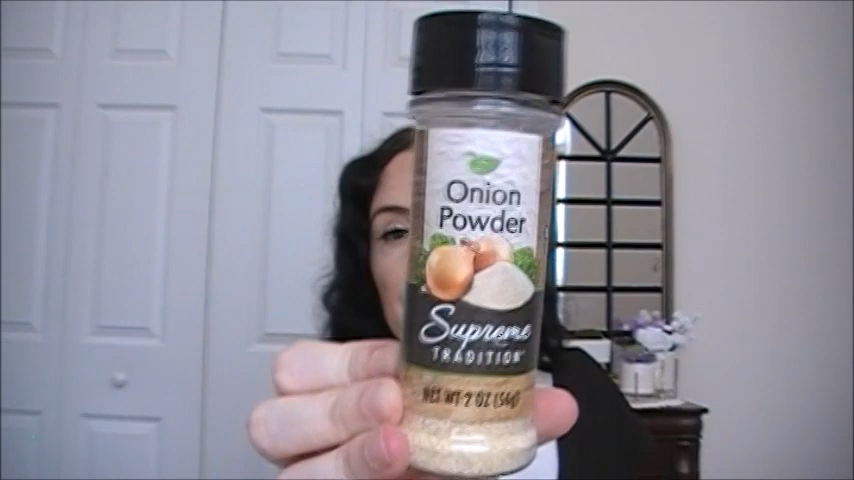 Onion
Powder
Supreme
TRADITION
NET WT 2 OZ (56g)